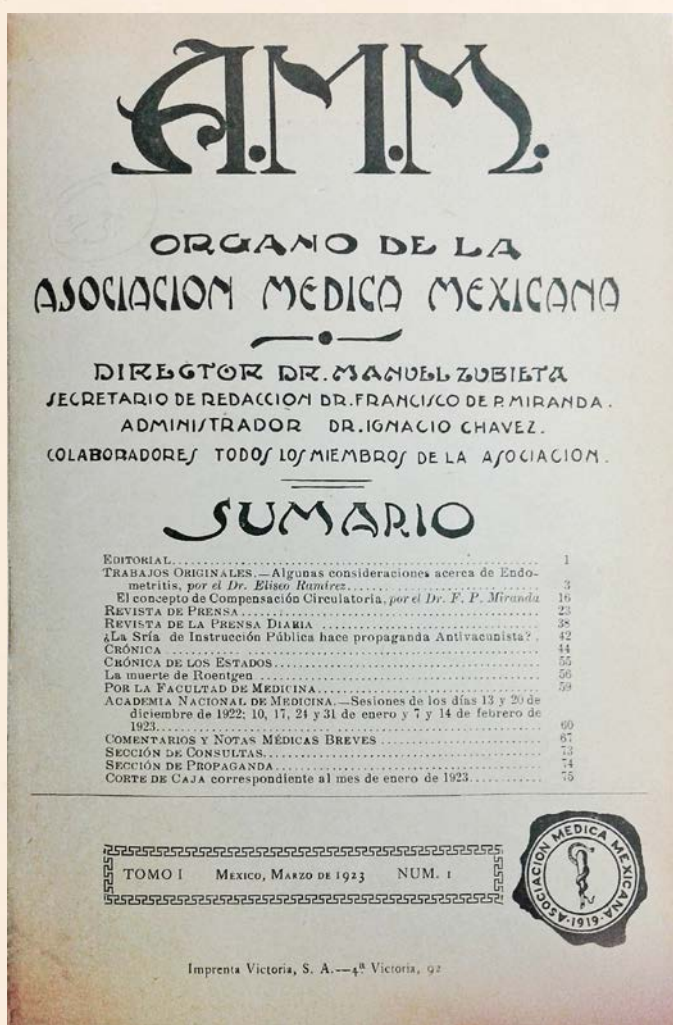 A.M.M.
ORGANO DE LA
ASOCIACION MEDICA MEXICANA
DIRECTOR DR. MANUEL ZUBIETA
SECRETARIO DE REDACCION DR. FRANCISCO DE P. MIRANDA.
ADMINISTRADOR DR. IGNACIO CHAVEZ.
COLABORADORES TODOS LOS MIEMBROS DE LA ASOCIACION.
SUMARIO
EDITORIAL.................................................... 1
TRABAJOS ORIGINALES.—Algunas consideraciones acerca de Endo-
metritis, por el Dr. Eliseo Ramírez................................ 3
El concepto de Compensación Circulatoria, por el Dr. F. P. Miranda 16
REVISTA DE PRENSA............................................ 23
REVISTA DE LA PRENSA DIARIA ................................ 38
¿La Sría de Instrucción Pública hace propaganda Antivacunista? . 42
CRÓNICA .................................................... 44
CRÓNICA DE LOS ESTADOS...................................... 55
La muerte de Roentgen ...................................... 56
POR LA FACULTAD DE MEDICINA................................. 59
ACADEMIA NACIONAL DE MEDICINA.—Sesiones de los días 13 y 20 de
diciembre de 1922; 10, 17, 24 y 31 de enero y 7 y 14 de febrero de
1923........................................................ 60
COMENTARIOS Y NOTAS MÉDICAS BREVES ......................... 67
SECCIÓN DE CONSULTAS........................................ 73
SECCIÓN DE PROPAGANDA....................................... 74
CORTE DE CAJA correspondiente al mes de enero de 1923........... 75
TOMO I MÉXICO, MARZO DE 1923 NUM. 1
ASOCIACION MEDICA MEXICANA
·1919·
Imprenta Victoria, S. A.—4ª Victoria, 92